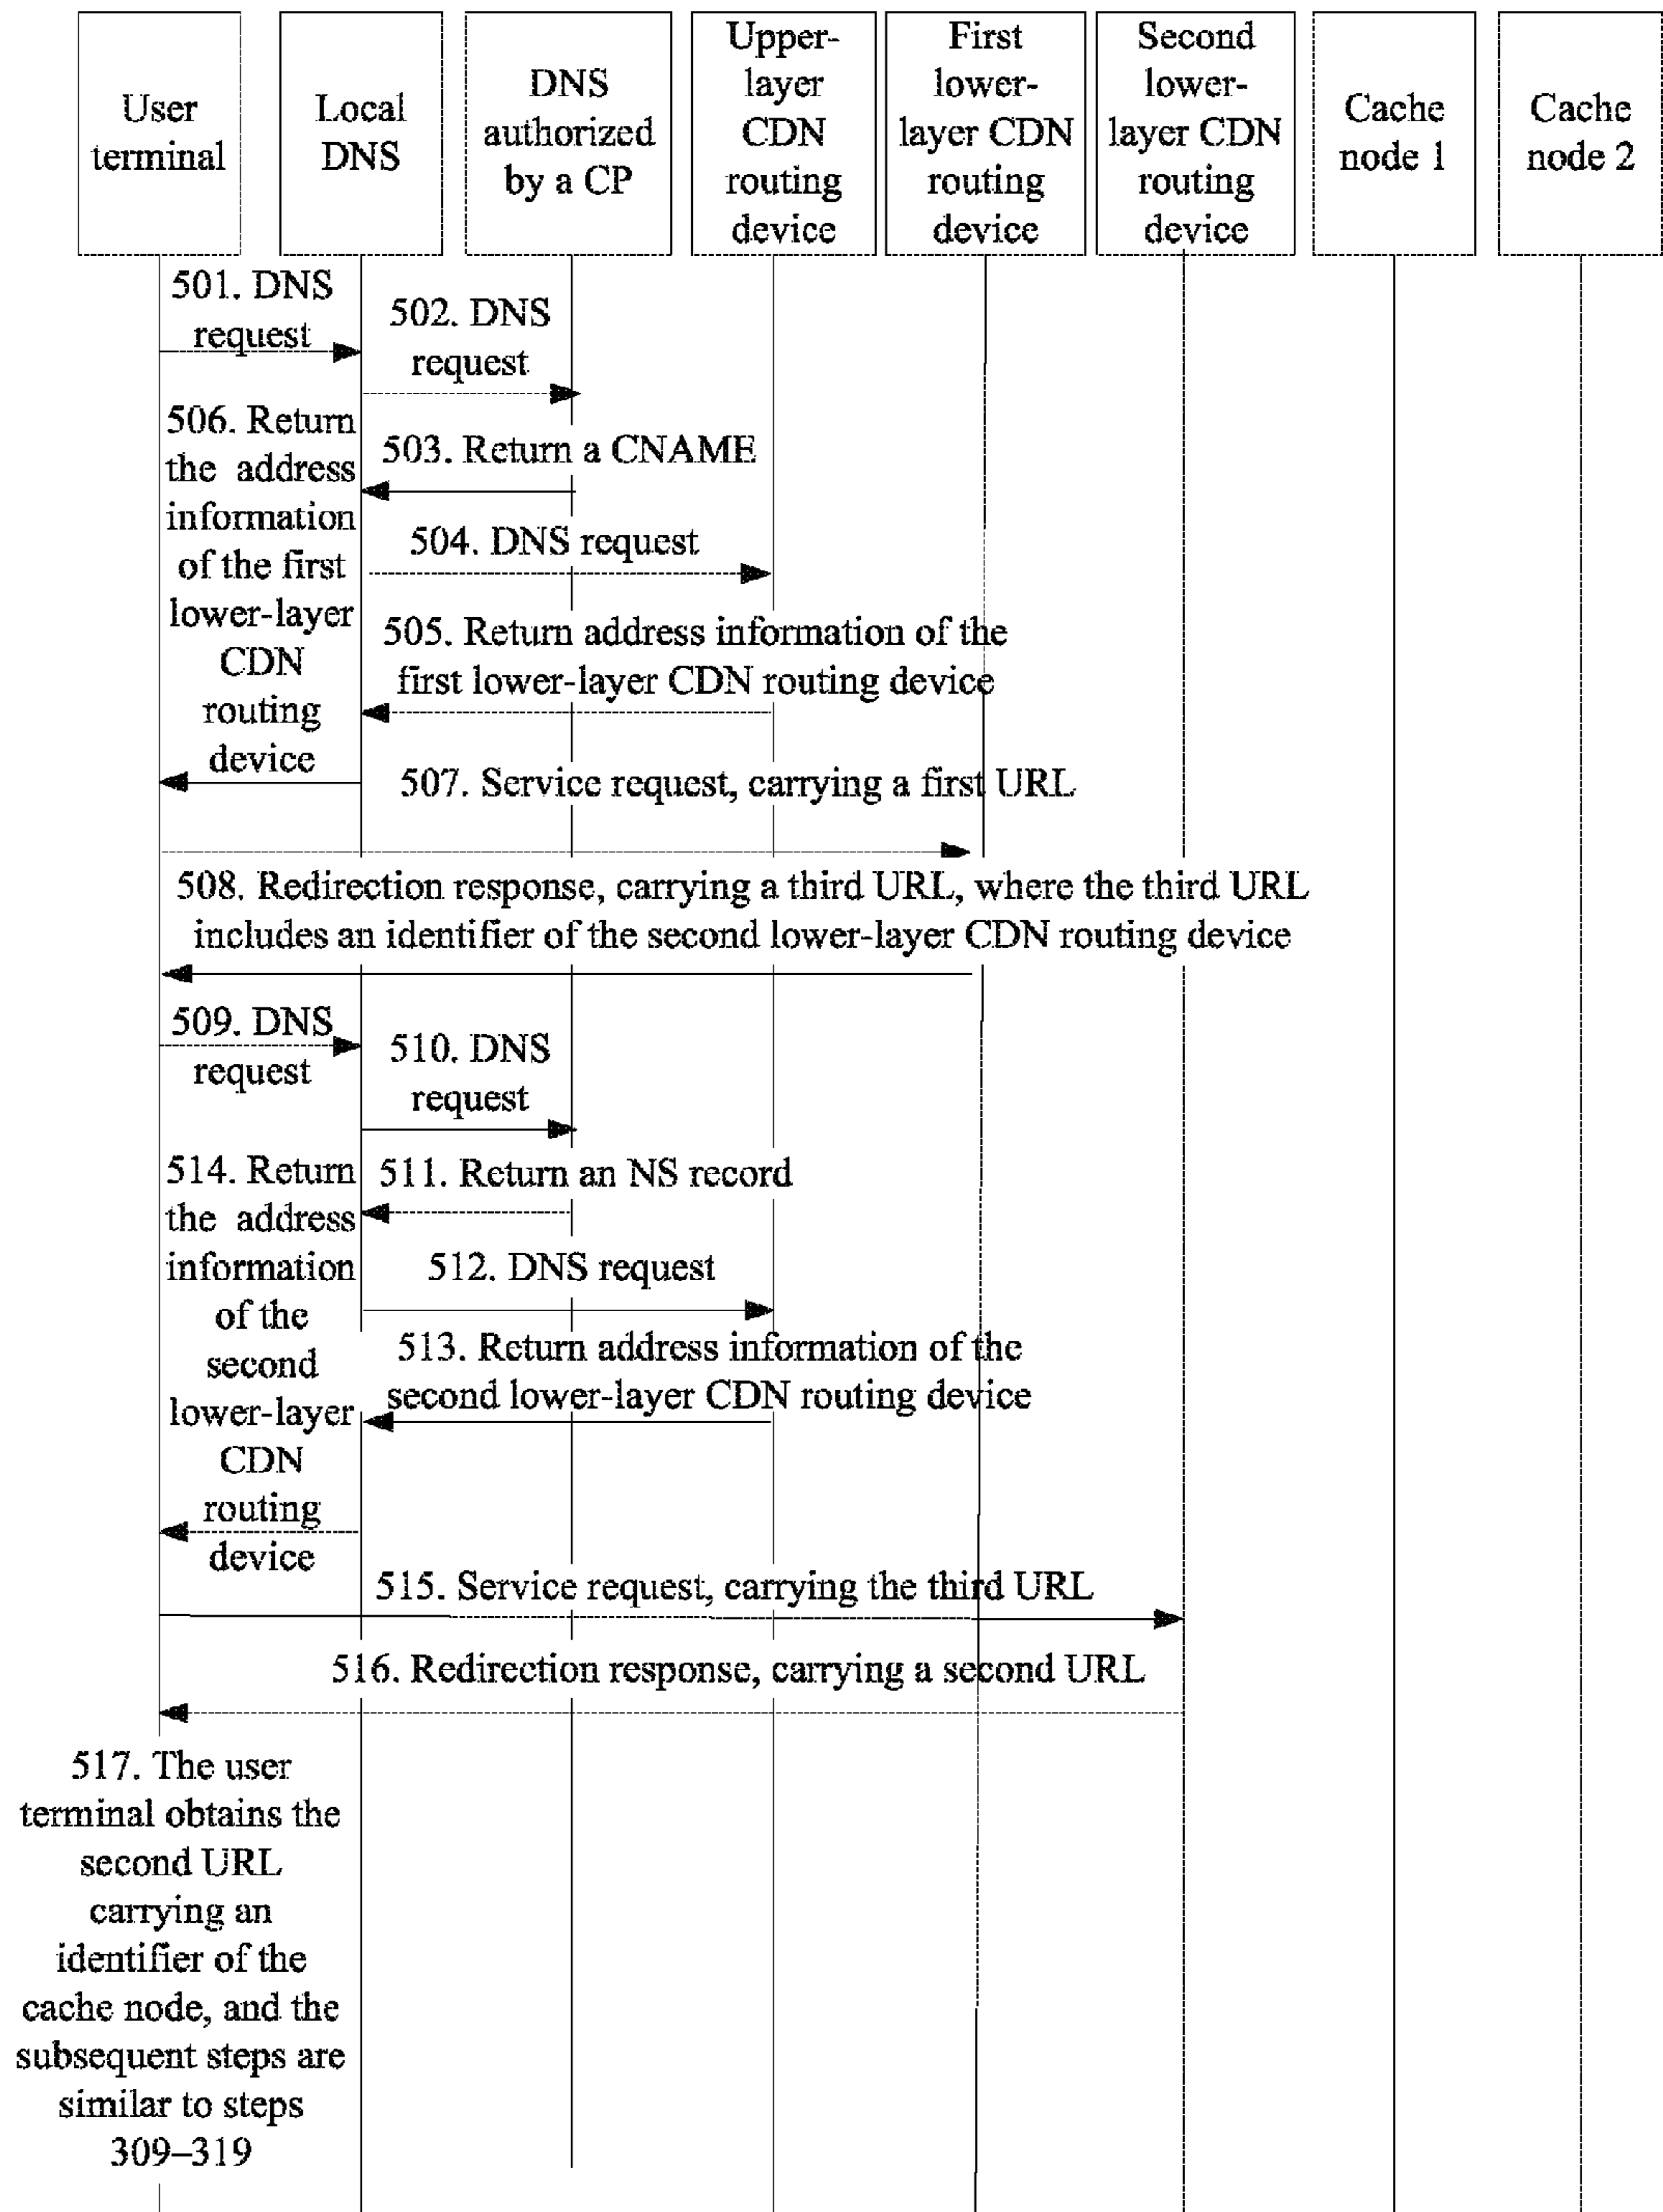 User
terminal
Local
DNS
DNS
authorized
by a CP
Upper-
layer
CDN
routing
device
First
lower-
layer CDN
routing
device
Second
lower-
layer CDN
routing
device
Cache
node 1
Cache
node 2
501. DNS
request
502. DNS
request
503. Return a CNAME
504. DNS request
505. Return address information of the
first lower-layer CDN routing device
506. Return
the address
information
of the first
lower-layer
CDN
routing
device
507. Service request, carrying a first URL
508. Redirection response, carrying a third URL, where the third URL
includes an identifier of the second lower-layer CDN routing device
509. DNS
request
510. DNS
request
511. Return an NS record
512. DNS request
513. Return address information of the
second lower-layer CDN routing device
514. Return
the address
information
of the
second
lower-layer
CDN
routing
device
515. Service request, carrying the third URL
516. Redirection response, carrying a second URL
517. The user
terminal obtains the
second URL
carrying an
identifier of the
cache node, and the
subsequent steps are
similar to steps
309–319